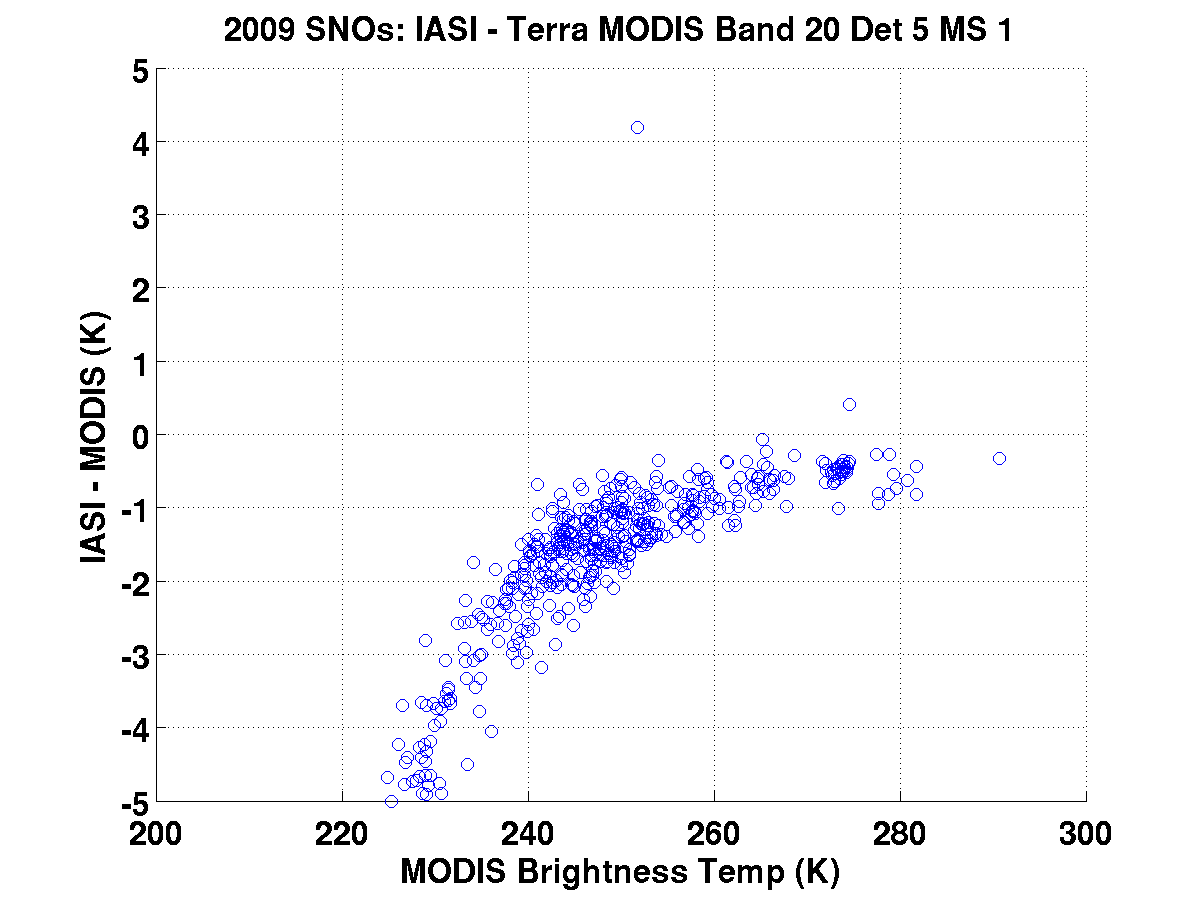 2009 SNOs: IASI - Terra MODIS Band 20 Det 5 MS 1
5
4
3
2
1
0
-1
-2
-3
-4
-5
IASI - MODIS (K)
200 220 240 260 280 300
MODIS Brightness Temp (K)